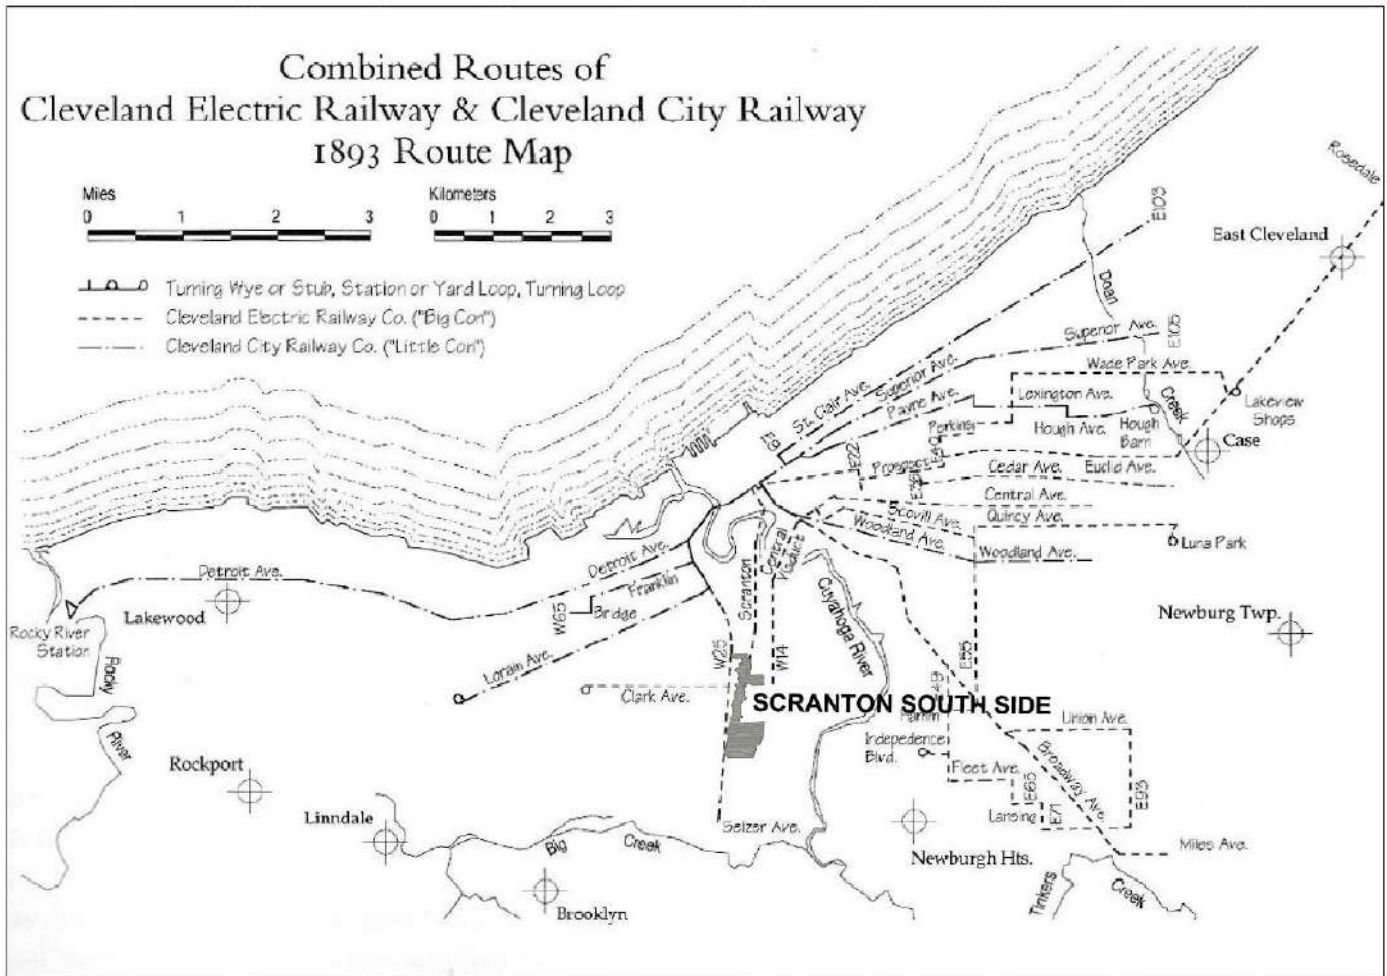 Combined Routes of
Cleveland Electric Railway & Cleveland City Railway
1893 Route Map
Miles
0 1 2 3
Kilometers
0 1 2 3
Turning Wye or Stub, Station or Yard Loop, Turning Loop
Cleveland Electric Railway Co. ("Big Con")
Cleveland City Railway Co. ("Little Con")
Rosedale
E103
East Cleveland
Doan
Creek
Superior Ave.
E105
Wade Park Ave.
St. Clair Ave.
Superior Ave.
Payne Ave.
Lexington Ave.
Lakeview
Shops
Perkins
Hough Ave.
Hough
Barn
Case
E9
E22
E40
Prospect
Cedar Ave.
Euclid Ave.
Central Ave.
Scovill Ave.
Quincy Ave.
Woodland Ave.
Woodland Ave.
Luna Park
Detroit Ave.
Detroit Ave.
Franklin
Bridge
W65
Scranton
Central
Viaduct
Cuyahoga River
Lakewood
Newburg Twp.
Rocky River
Station
Rocky
River
Lorain Ave.
W25
W14
E55
Clark Ave.
SCRANTON SOUTH SIDE
E49
Hamm
Union Ave.
Indepedence
Blvd.
Broadway Ave.
Rockport
Fleet Ave.
E65
E71
E93
Lansing
Linndale
Selzer Ave.
Big Creek
Newburgh Hts.
Miles Ave.
Tinkers
Creek
Brooklyn